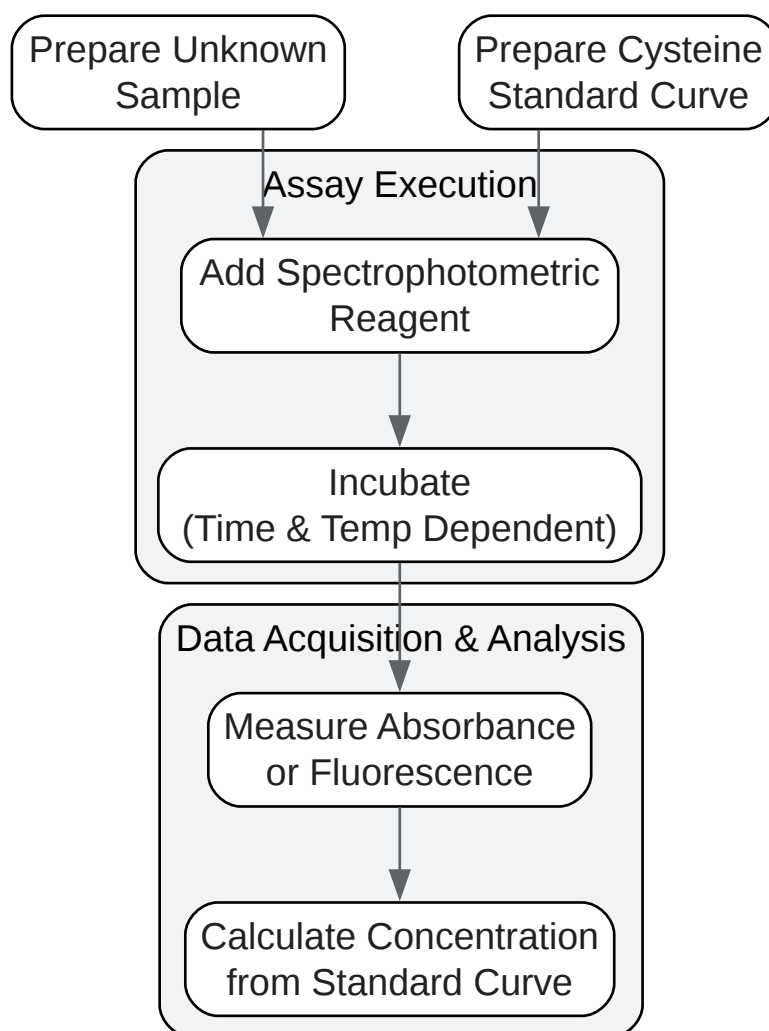 Prepare Unknown
Sample
Prepare Cysteine
Standard Curve
Assay Execution
Add Spectrophotometric
Reagent
Incubate
(Time & Temp Dependent)
Data Acquisition & Analysis
Measure Absorbance
or Fluorescence
Calculate Concentration
from Standard Curve